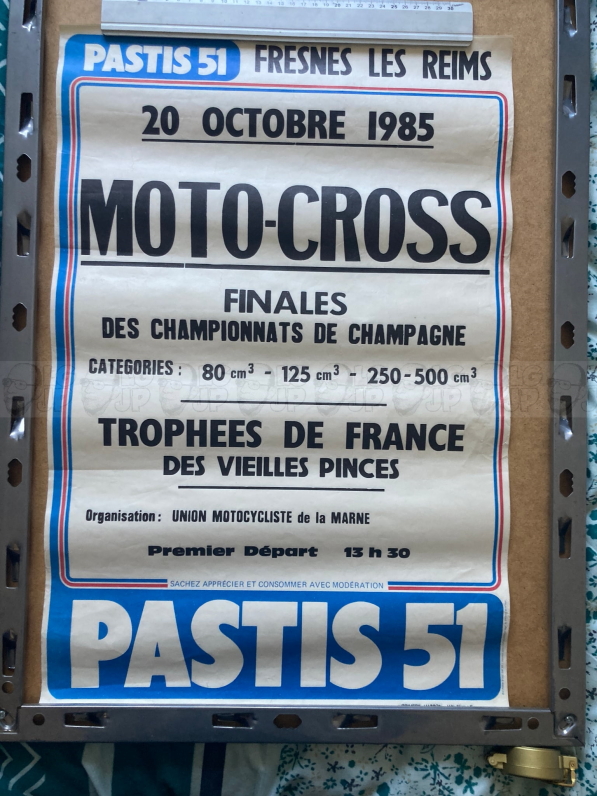 PASTIS 51 FRESNES LES REIMS
20 OCTOBRE 1985
MOTO-CROSS
FINALES
DES CHAMPIONNATS DE CHAMPAGNE
CATEGORIES : 80 cm³ - 125 cm³ - 250-500 cm³
TROPHEES DE FRANCE
DES VIEILLES PINCES
Organisation : UNION MOTOCYCLISTE de la MARNE
Premier Départ 13 h 30
SACHEZ APPRÉCIER ET CONSOMMER AVEC MODÉRATION
PASTIS 51